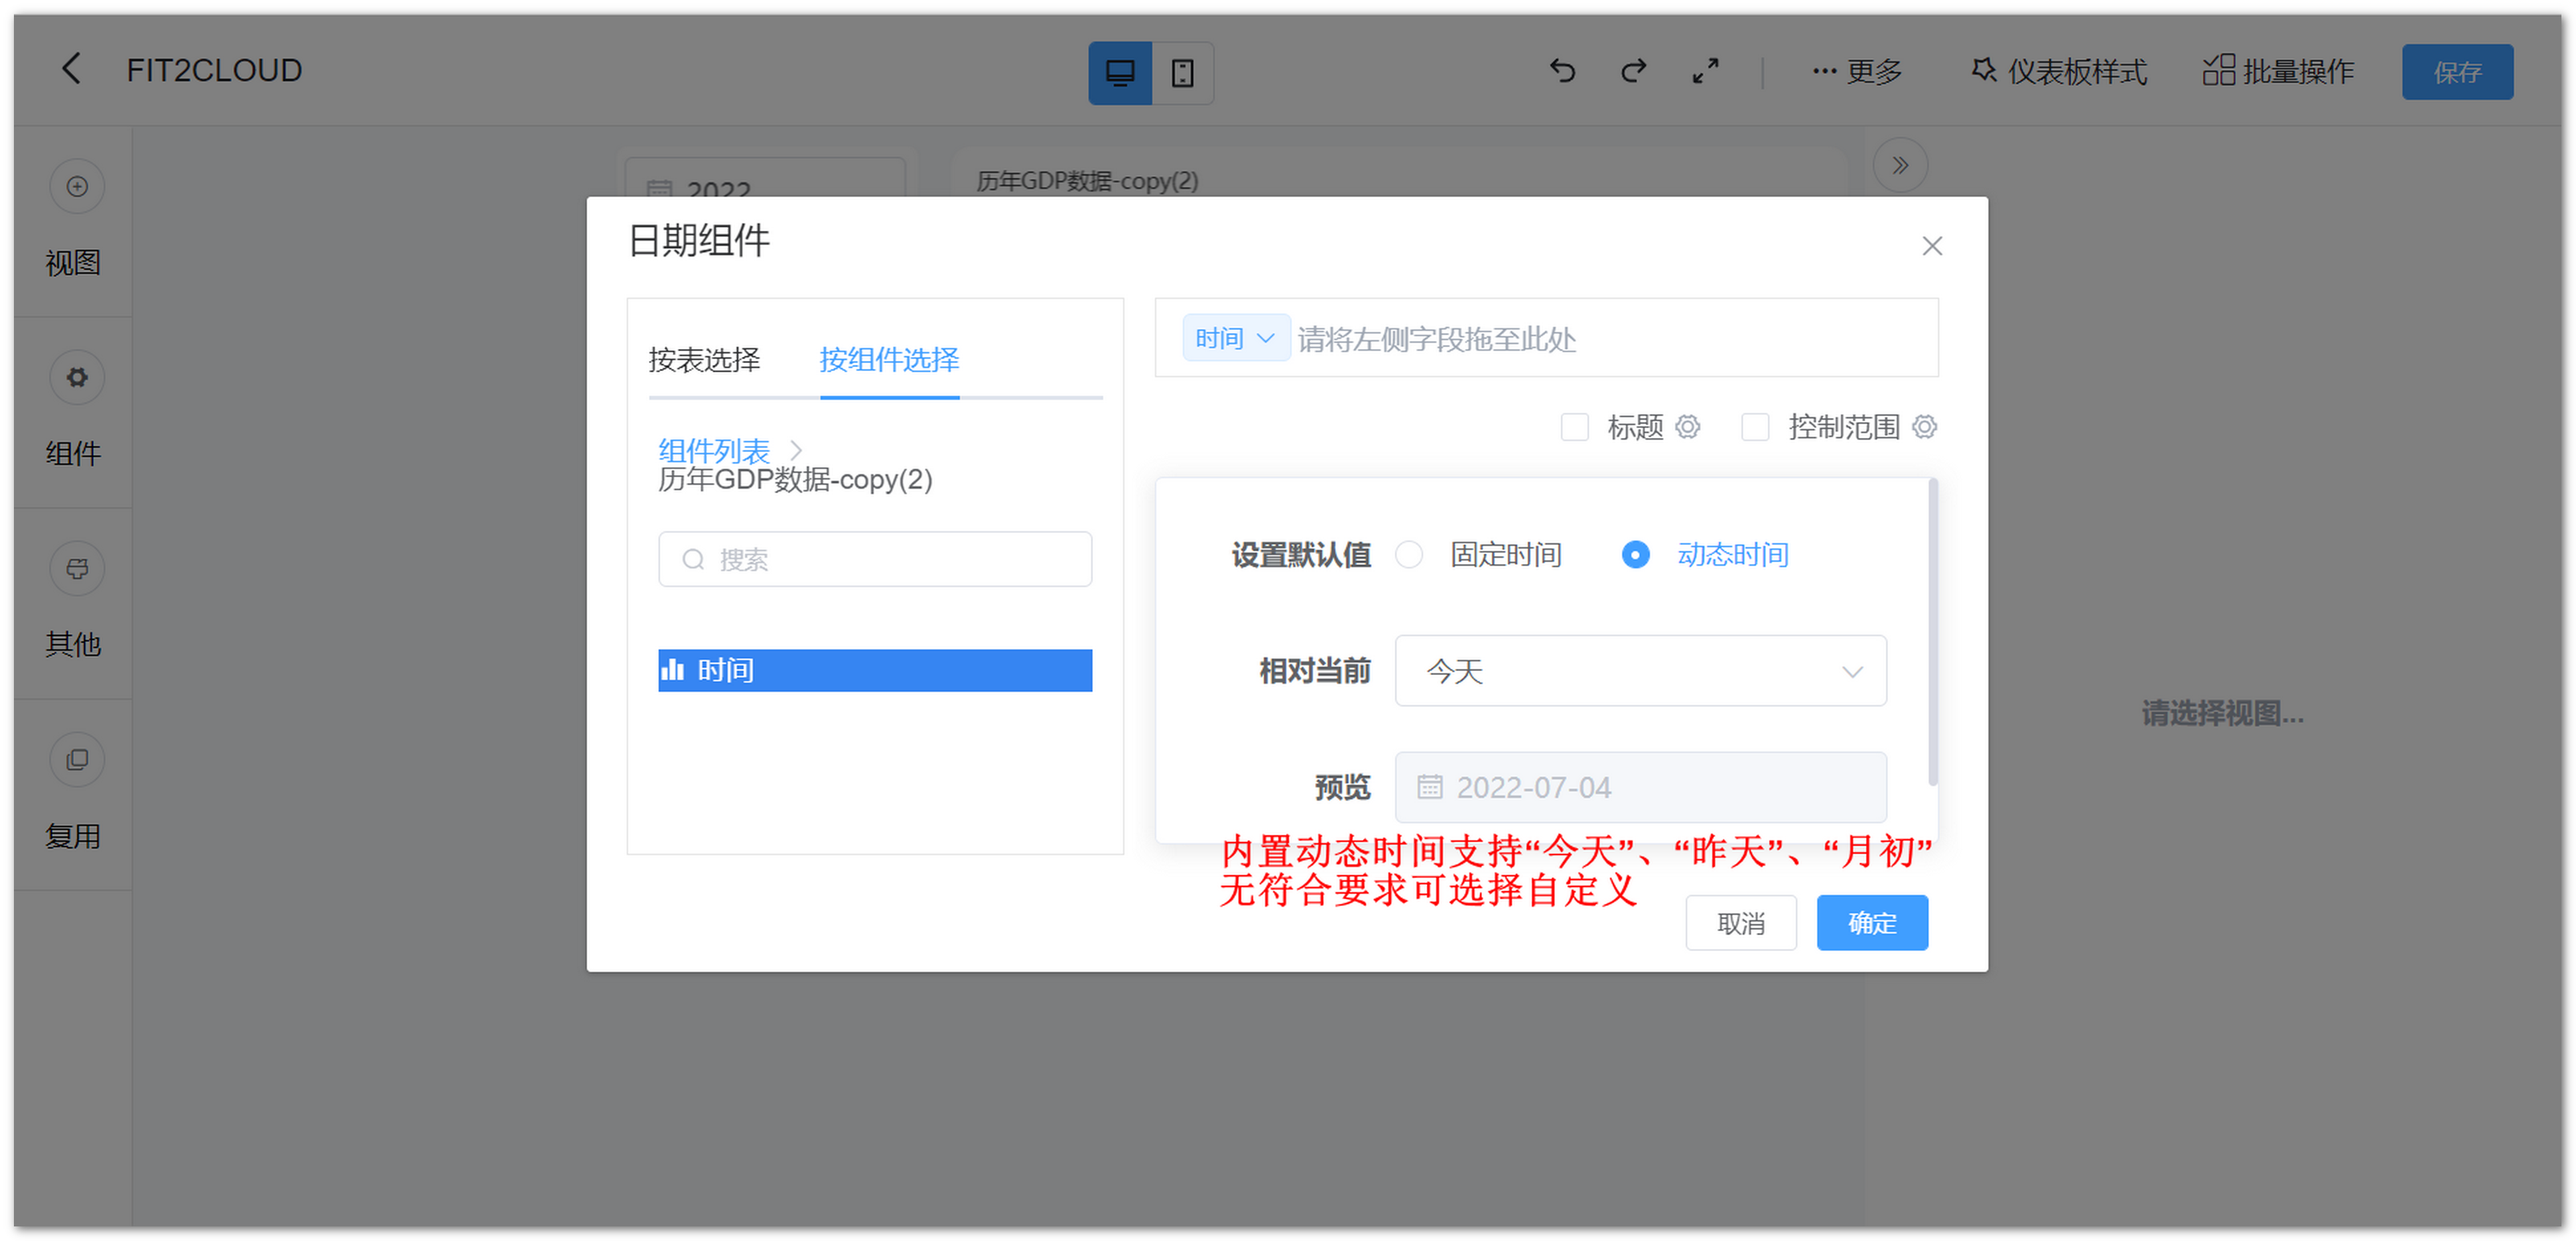 FIT2CLOUD
更多
仪表板样式
批量操作
保存
视图
组件
其他
复用
2022
历年GDP数据-copy(2)
日期组件
按表选择
按组件选择
组件列表
历年GDP数据-copy(2)
搜索
时间
时间
请将左侧字段拖至此处
标题
控制范围
设置默认值
固定时间
动态时间
相对当前
今天
预览
2022-07-04
内置动态时间支持“今天”、“昨天”、“月初”
无符合要求可选择自定义
取消
确定
请选择视图...